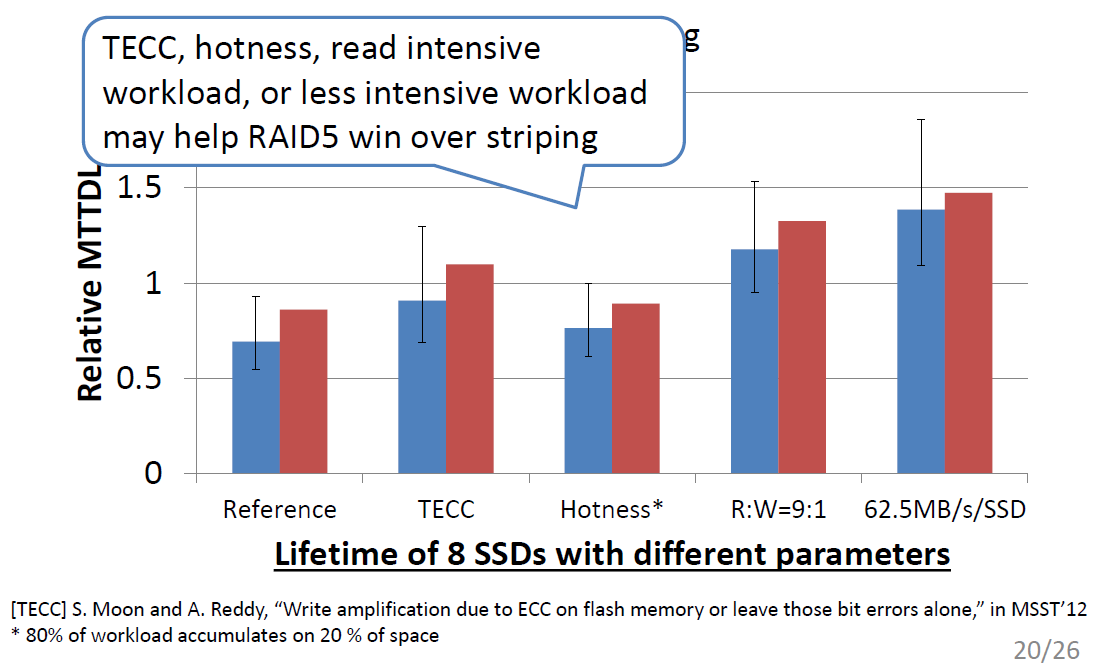 TECC, hotness, read intensive
workload, or less intensive workload
may help RAID5 win over striping
Relative MTTDL
1.5
1
0.5
0
Reference TECC Hotness* R:W=9:1 62.5MB/s/SSD
Lifetime of 8 SSDs with different parameters
[TECC] S. Moon and A. Reddy, “Write amplification due to ECC on flash memory or leave those bit errors alone,” in MSST’12
* 80% of workload accumulates on 20 % of space
20/26